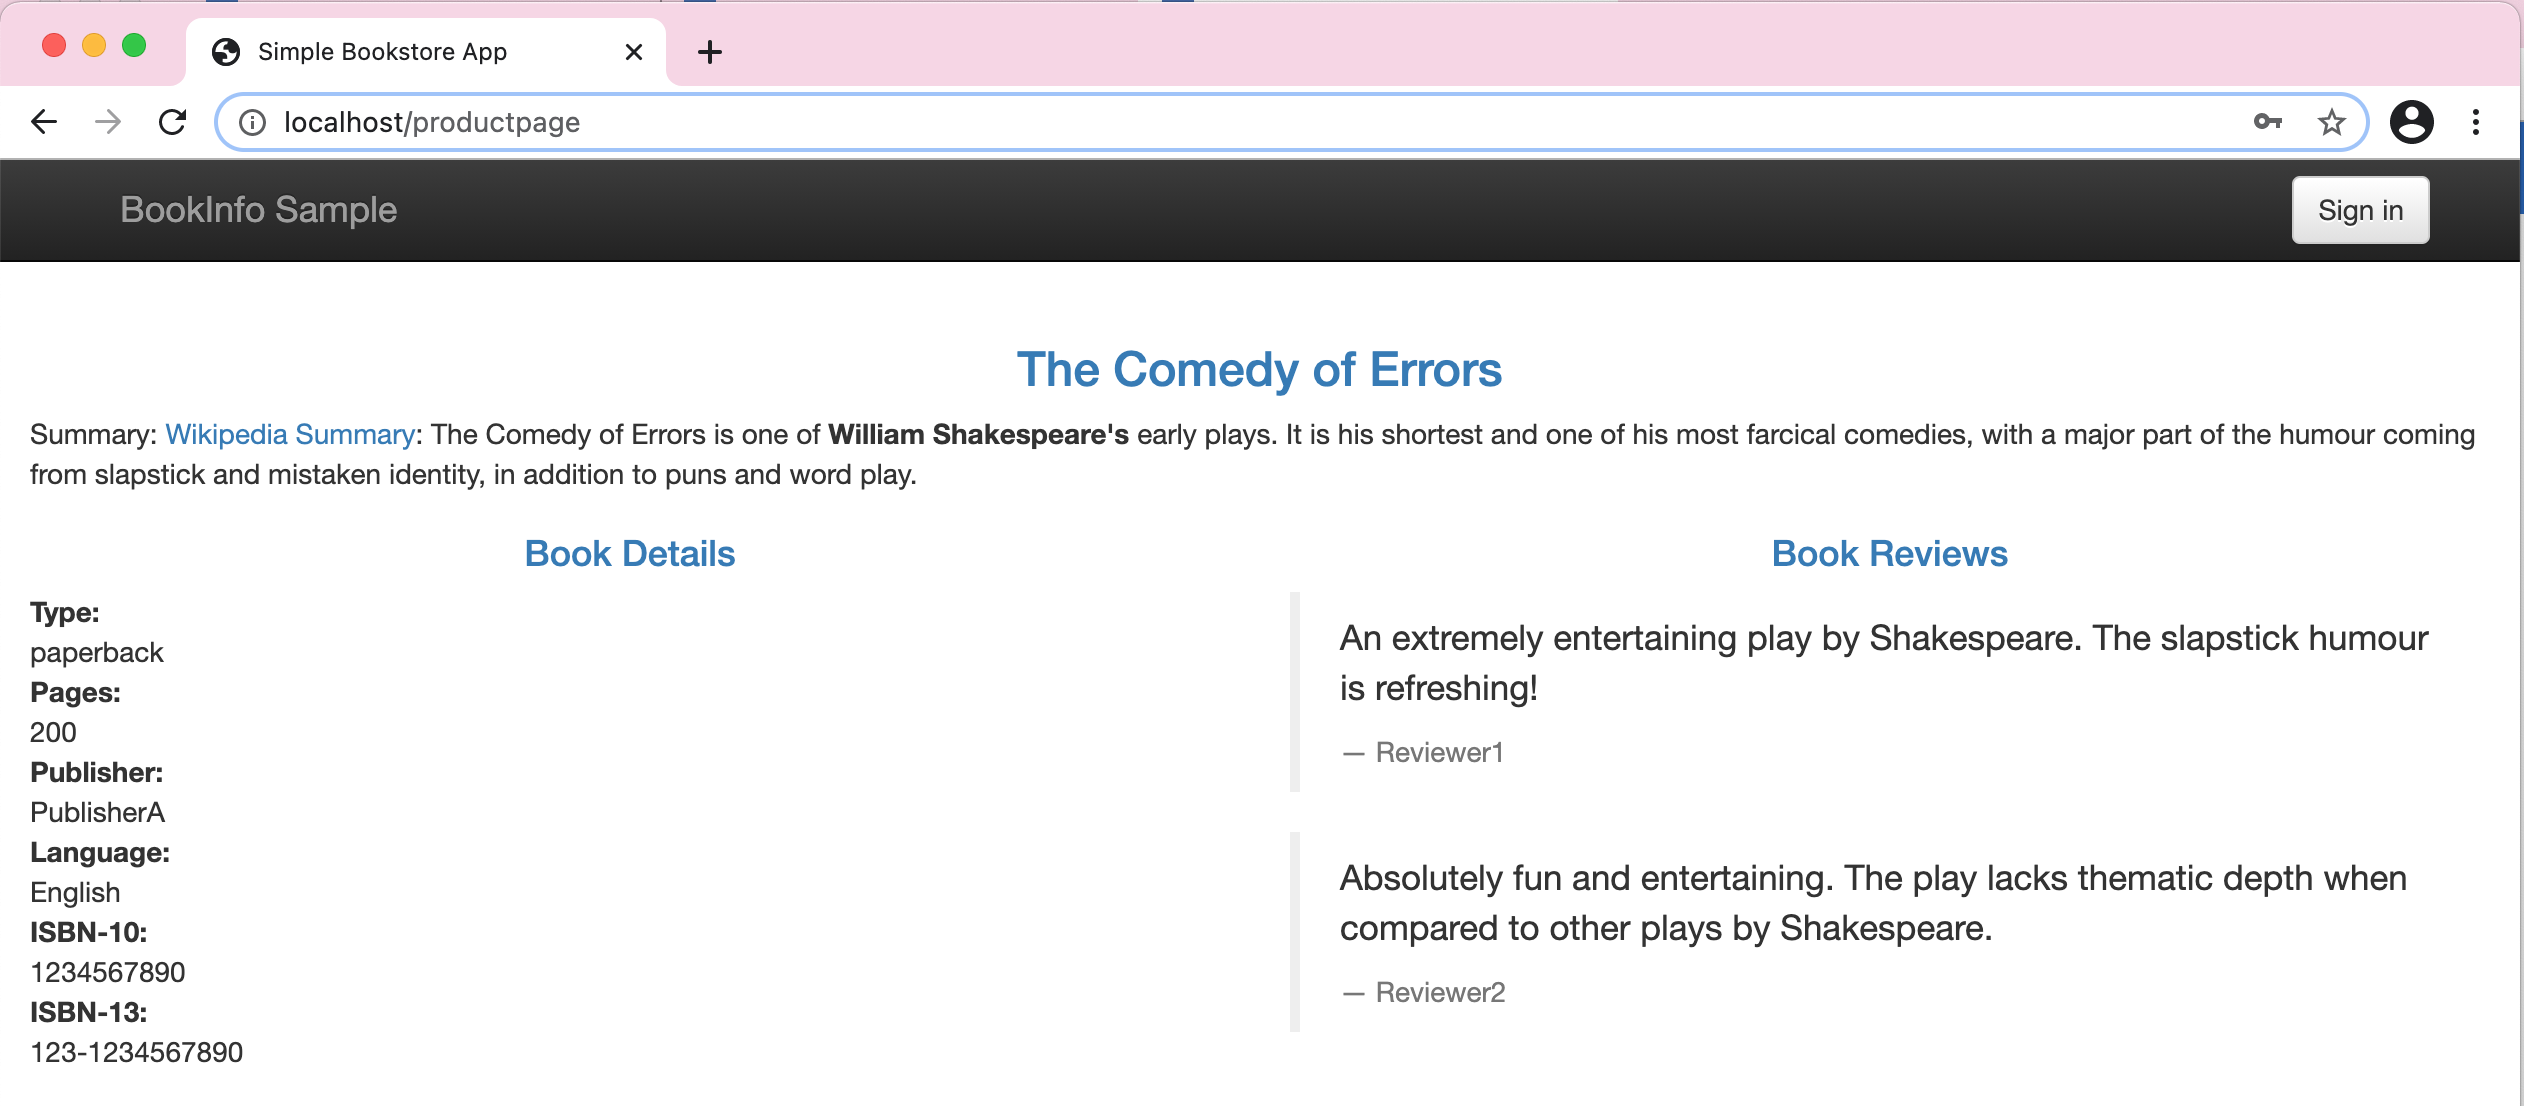 Simple Bookstore App
localhost/productpage
BookInfo Sample
Sign in
The Comedy of Errors
Summary: Wikipedia Summary: The Comedy of Errors is one of William Shakespeare's early plays. It is his shortest and one of his most farcical comedies, with a major part of the humour coming
from slapstick and mistaken identity, in addition to puns and word play.
Book Details
Type:
paperback
Pages:
200
Publisher:
PublisherA
Language:
English
ISBN-10:
1234567890
ISBN-13:
123-1234567890
Book Reviews
An extremely entertaining play by Shakespeare. The slapstick humour
is refreshing!
— Reviewer1
Absolutely fun and entertaining. The play lacks thematic depth when
compared to other plays by Shakespeare.
— Reviewer2